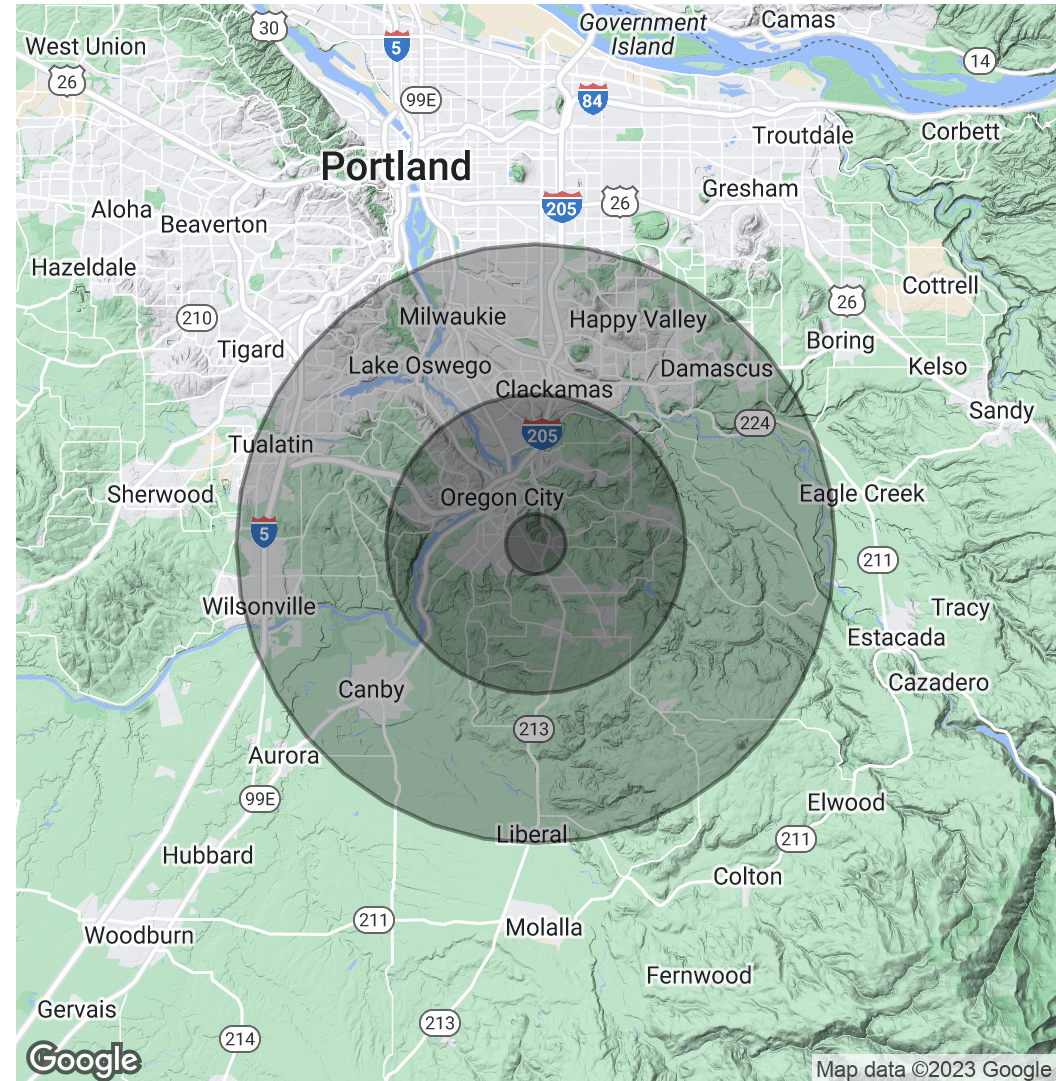 Government
Island
Camas
West Union
30
5
14
26
99E
84
Troutdale
Corbett
Portland
Gresham
26
205
Aloha
Beaverton
Hazeldale
Cottrell
26
210
Milwaukie
Happy Valley
Boring
Tigard
Lake Oswego
Damascus
Kelso
Clackamas
Sandy
224
205
Tualatin
Sherwood
Oregon City
Eagle Creek
5
211
Wilsonville
Tracy
Estacada
Canby
Cazadero
213
Aurora
99E
Elwood
Liberal
211
Hubbard
Colton
211
Molalla
Woodburn
Fernwood
Gervais
213
214
Google
Map data ©2023 Google